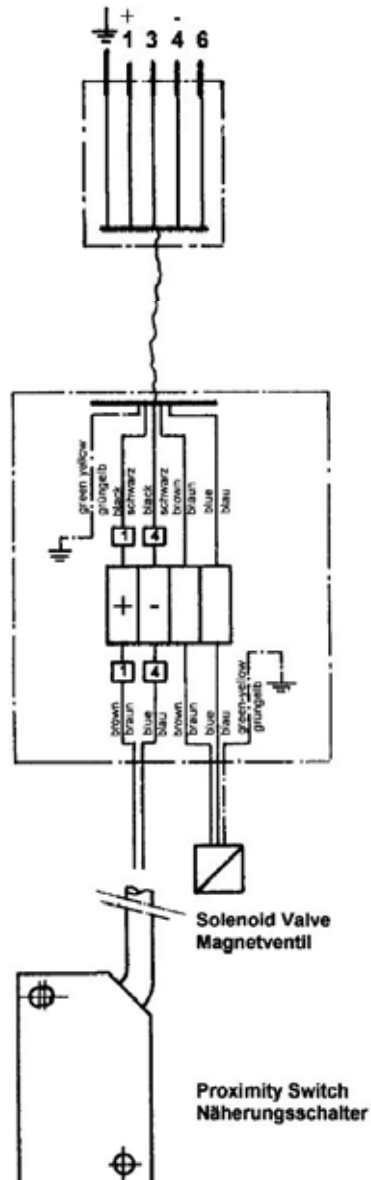 + -
1 3 4 6
green yellow
grüngelb
black
schwarz
black
schwarz
brown
braun
blue
blau
1 4
+ -
1 4
brown
braun
blue
blau
brown
braun
blue
blau
green-yellow
grüngelb
Solenoid Valve
Magnetventil
Proximity Switch
Näherungsschalter